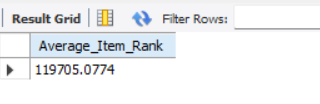 Result Grid Filter Rows:
Average_Item_Rank
119705.0774